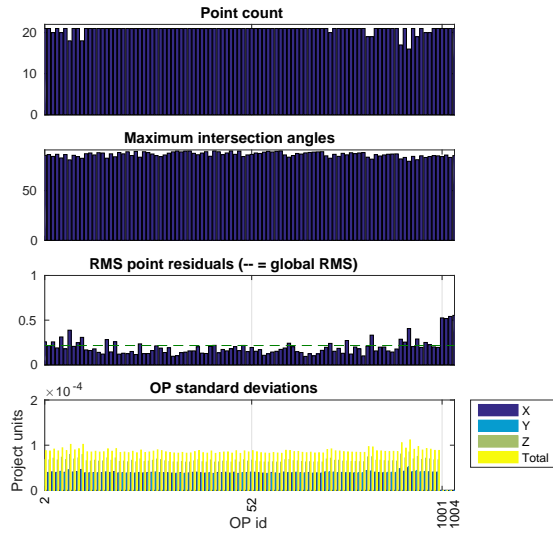 Point count
20
10
0
Maximum intersection angles
50
0
RMS point residuals (-- = global RMS)
1
0.5
0
OP standard deviations
×10^-4
2
1
0
Project units
2
52
1001
1004
OP id
X
Y
Z
Total